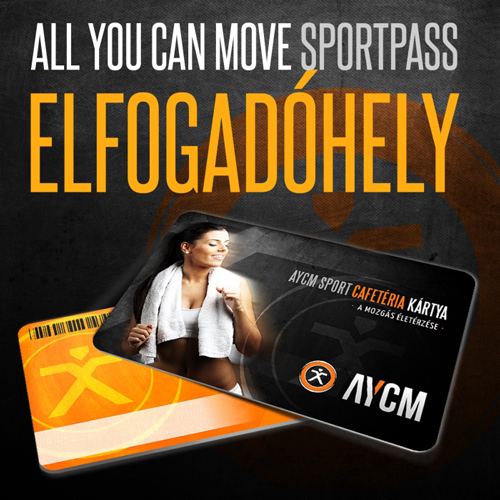 ALL YOU CAN MOVE SPORTPASS
ELFOGADÓHELY
AYCM SPORT CAFETÉRIA KÁRTYA
- A MOZGÁS ÉLETÉRZÉSE -
AYCM